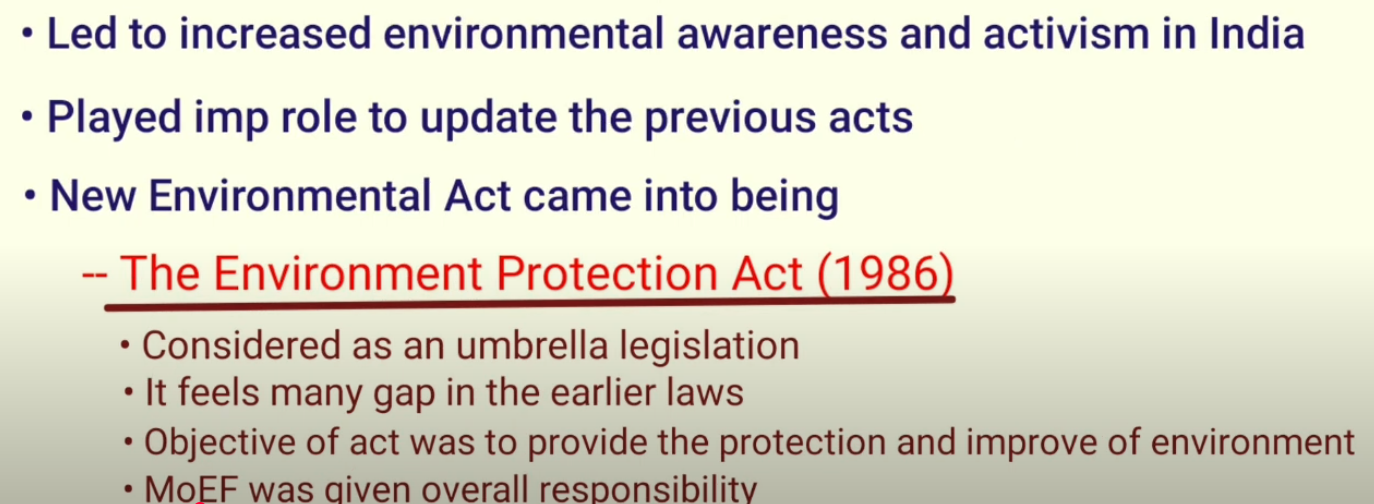 • Led to increased environmental awareness and activism in India
• Played imp role to update the previous acts
• New Environmental Act came into being
-- The Environment Protection Act (1986)
• Considered as an umbrella legislation
• It feels many gap in the earlier laws
• Objective of act was to provide the protection and improve of environment
• MoEF was given overall responsibility